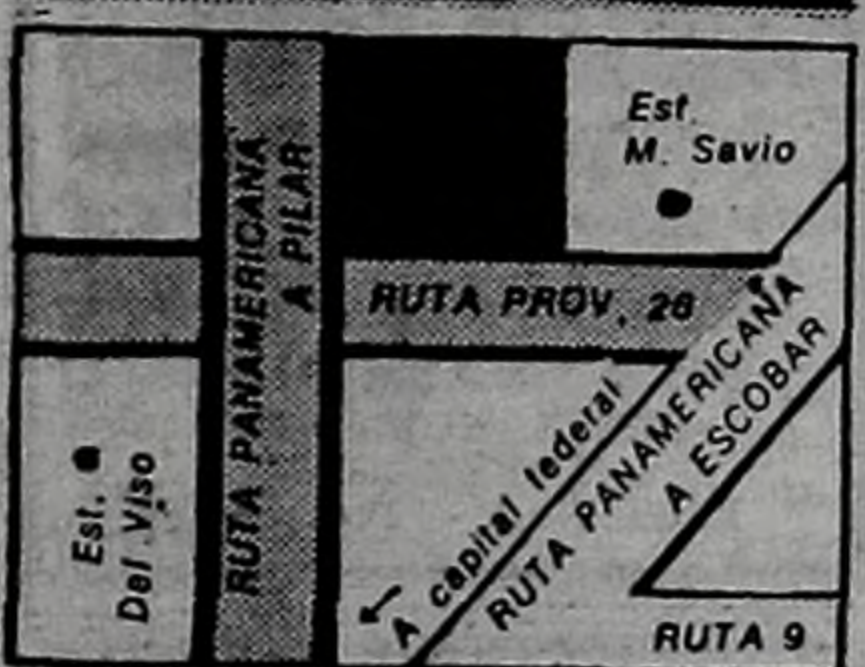 Est.
M. Savio
RUTA PANAMERICANA
A PILAR
RUTA PROV. 26
Est.
Del Viso
A capital federal
RUTA PANAMERICANA
A ESCOBAR
RUTA 9